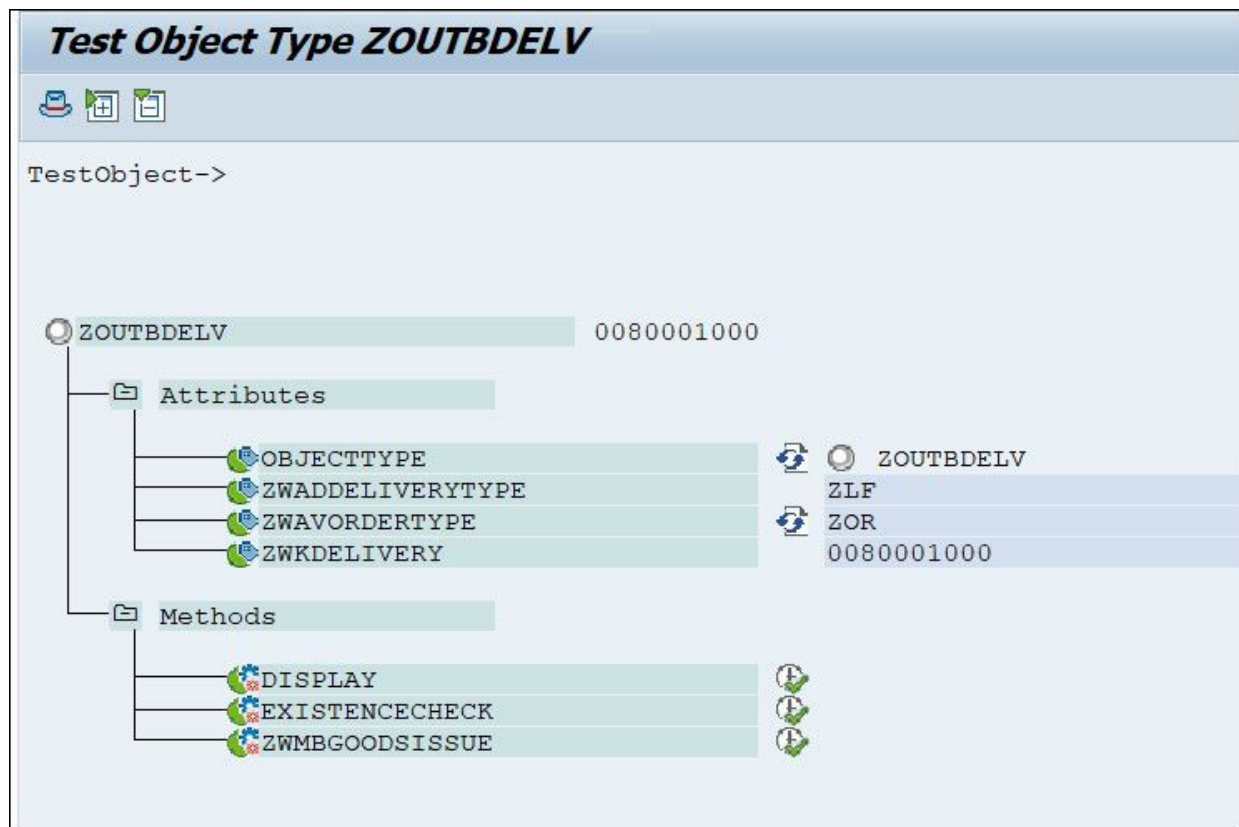 Test Object Type ZOUTBDELV
TestObject->
ZOUTBDELV 0080001000
Attributes
OBJECTTYPE ZOUTBDELV
ZWADDELIVERYTYPE ZLF
ZWAVORDERTYPE ZOR
ZWKDELIVERY 0080001000
Methods
DISPLAY
EXISTENCECHECK
ZWMBGOODSISSUE